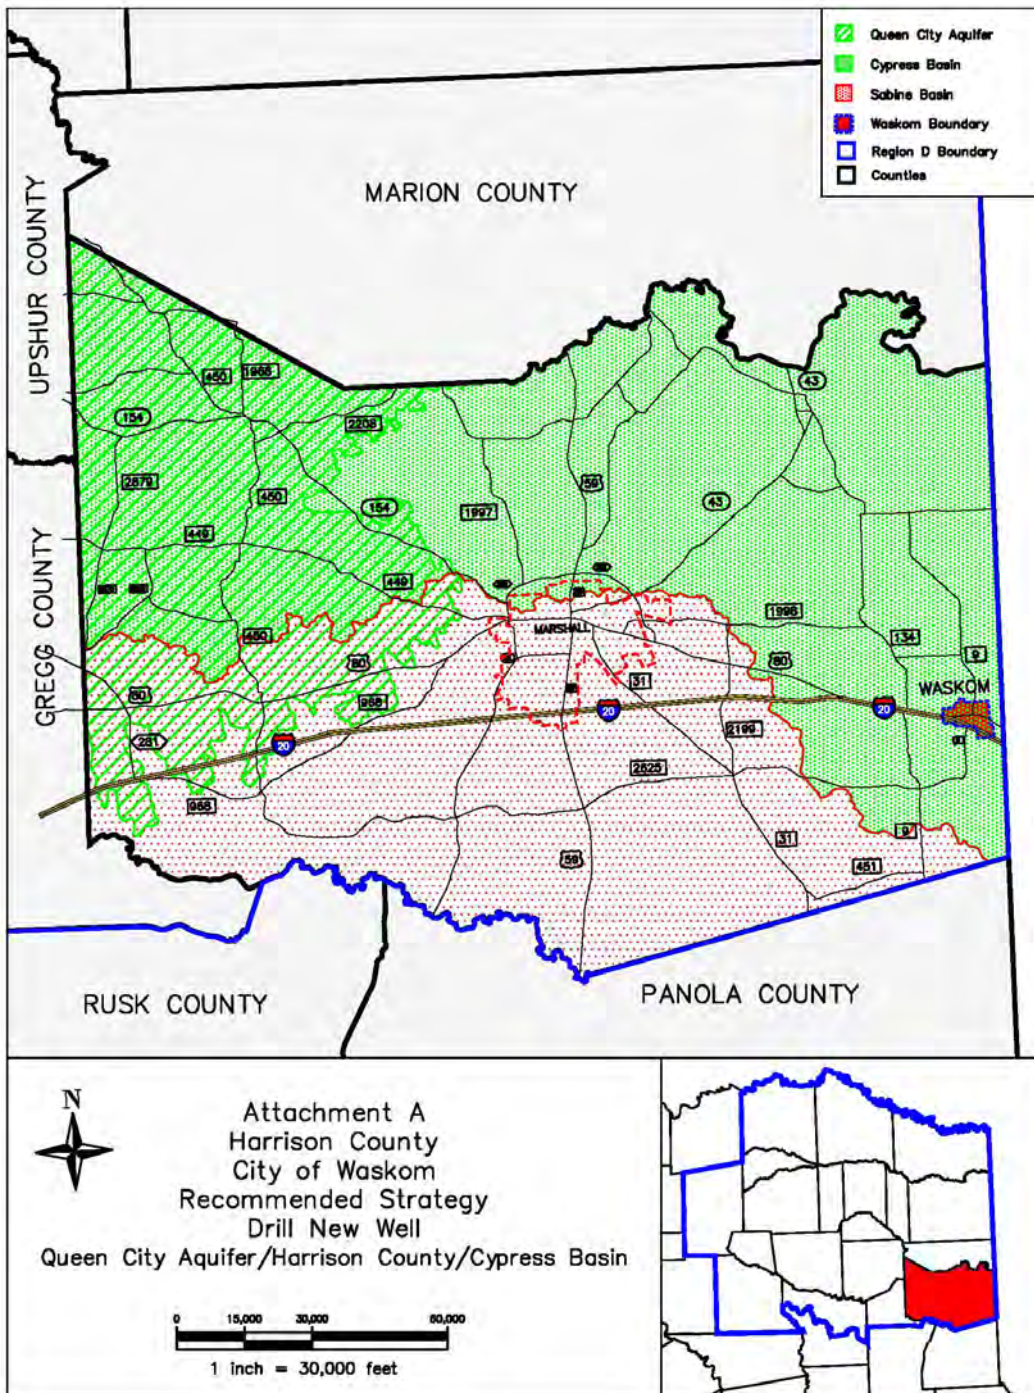 Queen City Aquifer
Cypress Basin
Sabine Basin
Waskom Boundary
Region D Boundary
Counties
MARION COUNTY
UPSHUR COUNTY
GREGG COUNTY
450
1968
43
154
2208
2879
450
154
1997
59
43
449
449
1998
450
134
80
80
9
MARSHALL
WASKOM
80
968
31
20
20
281
20
2199
2625
968
9
31
59
451
RUSK COUNTY
PANOLA COUNTY
N
Attachment A
Harrison County
City of Waskom
Recommended Strategy
Drill New Well
Queen City Aquifer/Harrison County/Cypress Basin
0 15,000 30,000 60,000
1 inch = 30,000 feet